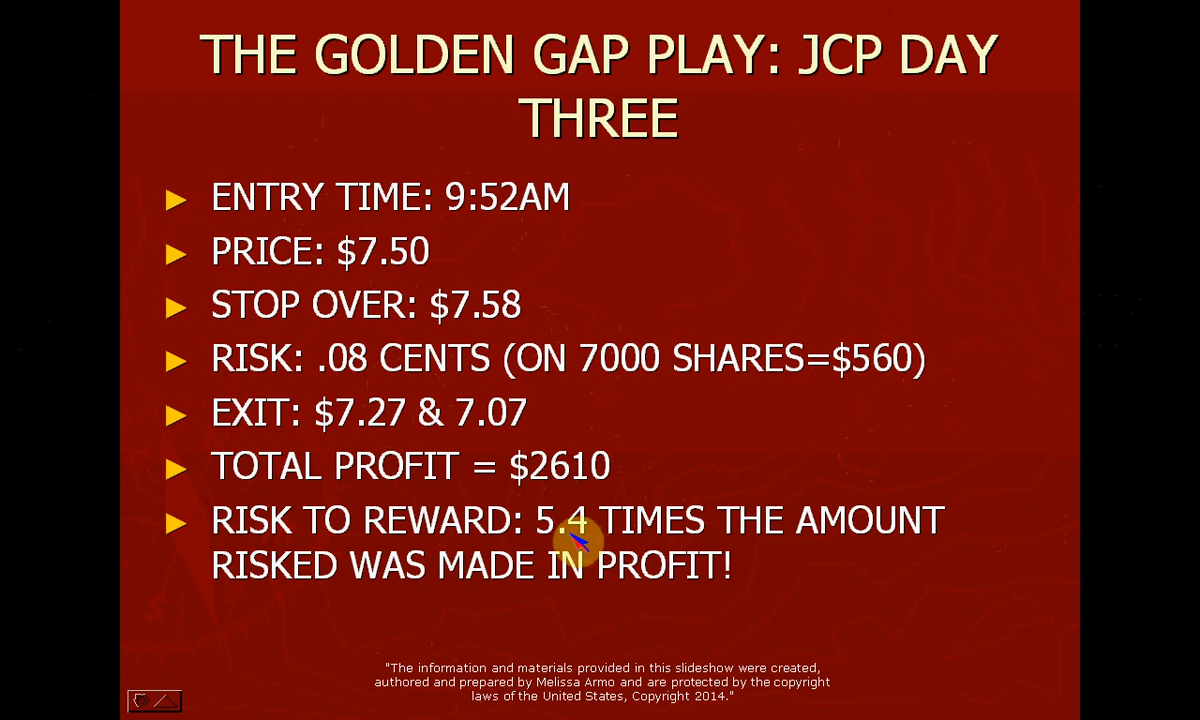 THE GOLDEN GAP PLAY: JCP DAY
THREE
► ENTRY TIME: 9:52AM
► PRICE: $7.50
► STOP OVER: $7.58
► RISK: .08 CENTS (ON 7000 SHARES=$560)
► EXIT: $7.27 & 7.07
► TOTAL PROFIT = $2610
► RISK TO REWARD: 5.4 TIMES THE AMOUNT
RISKED WAS MADE IN PROFIT!
"The information and materials provided in this slideshow were created,
authored and prepared by Melissa Armo and are protected by the copyright
laws of the United States, Copyright 2014."